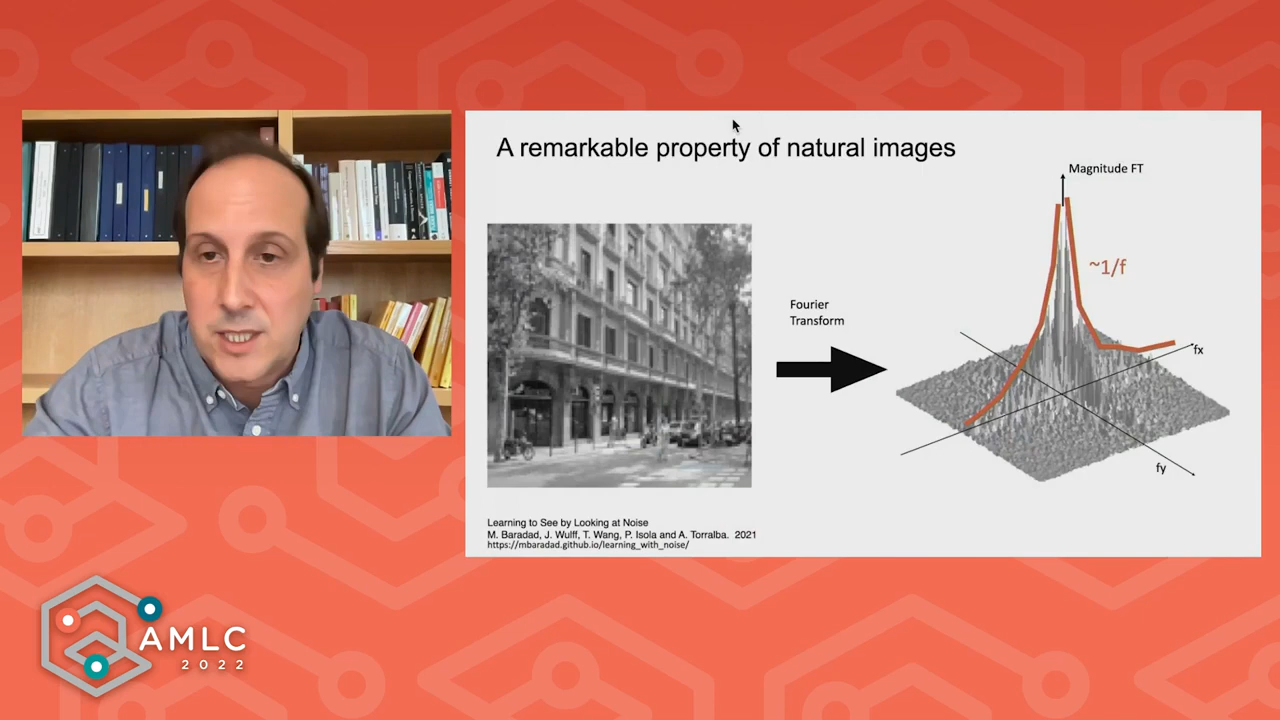 A remarkable property of natural images
Magnitude FT
~1/f
Fourier
Transform
fx
fy
Learning to See by Looking at Noise
M. Baradad, J. Wulff, T. Wang, P. Isola and A. Torralba. 2021
https://mbaradad.github.io/learning_with_noise/
AMLC
2022